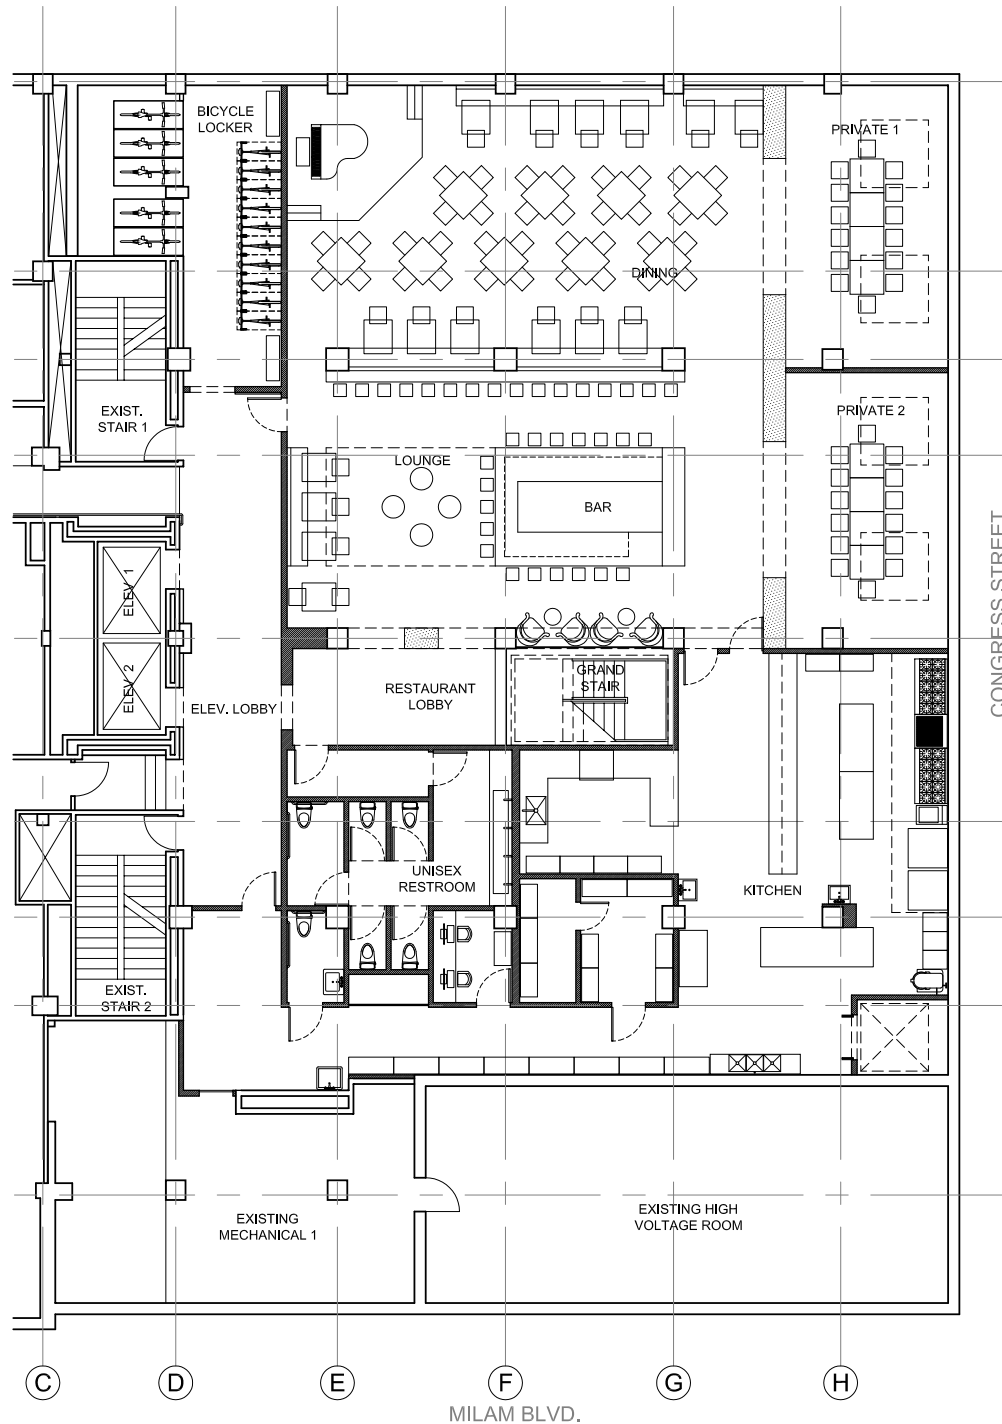 BICYCLE
LOCKER
PRIVATE 1
DINING
EXIST.
STAIR 1
PRIVATE 2
LOUNGE
BAR
CONGRESS STREET
ELEV. 1
ELEV. 2
GRAND
STAIR
RESTAURANT
LOBBY
ELEV. LOBBY
UNISEX
RESTROOM
KITCHEN
EXIST.
STAIR 2
EXISTING
MECHANICAL 1
EXISTING HIGH
VOLTAGE ROOM
C D E F G H
MILAM BLVD.